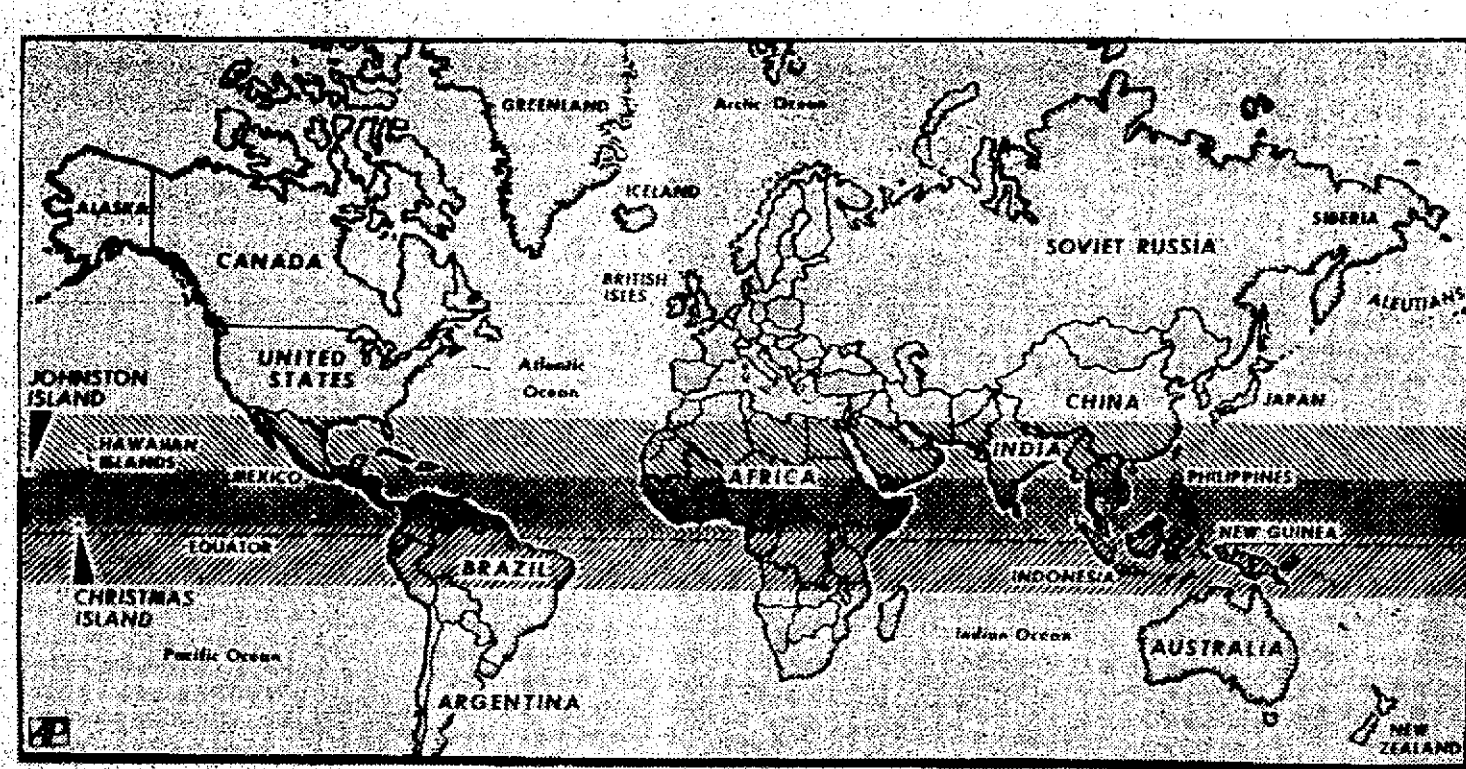 GREENLAND
Arctic Ocean
ICELAND
ALASKA
SIBERIA
SOVIET RUSSIA
CANADA
BRITISH
ISLES
ALEUTIANS
UNITED
STATES
Atlantic
Ocean
JOHNSTON
ISLAND
CHINA
JAPAN
HAWAIIAN
ISLANDS
INDIA
MEXICO
AFRICA
PHILIPPINES
NEW GUINEA
EQUATOR
BRAZIL
INDONESIA
CHRISTMAS
ISLAND
Indian Ocean
Pacific Ocean
AUSTRALIA
ARGENTINA
AP
NEW
ZEALAND